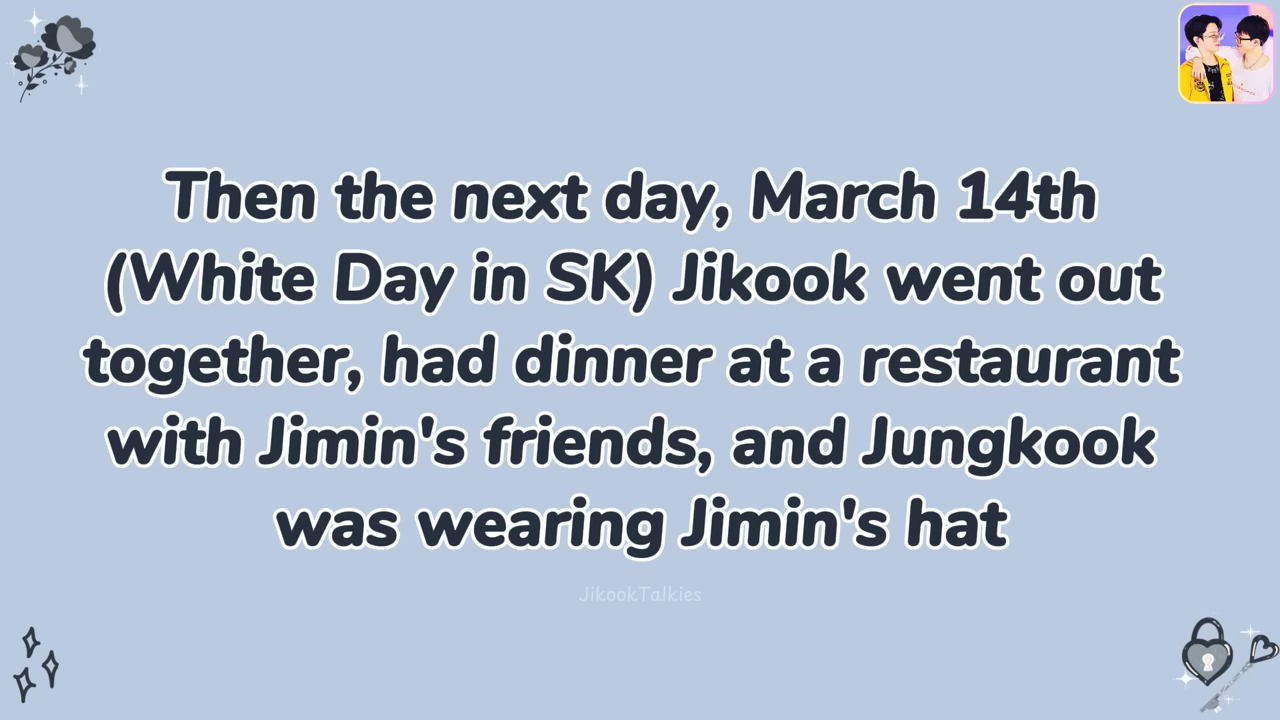 Then the next day, March 14th
(White Day in SK) Jikook went out
together, had dinner at a restaurant
with Jimin's friends, and Jungkook
was wearing Jimin's hat
JikookTalkies